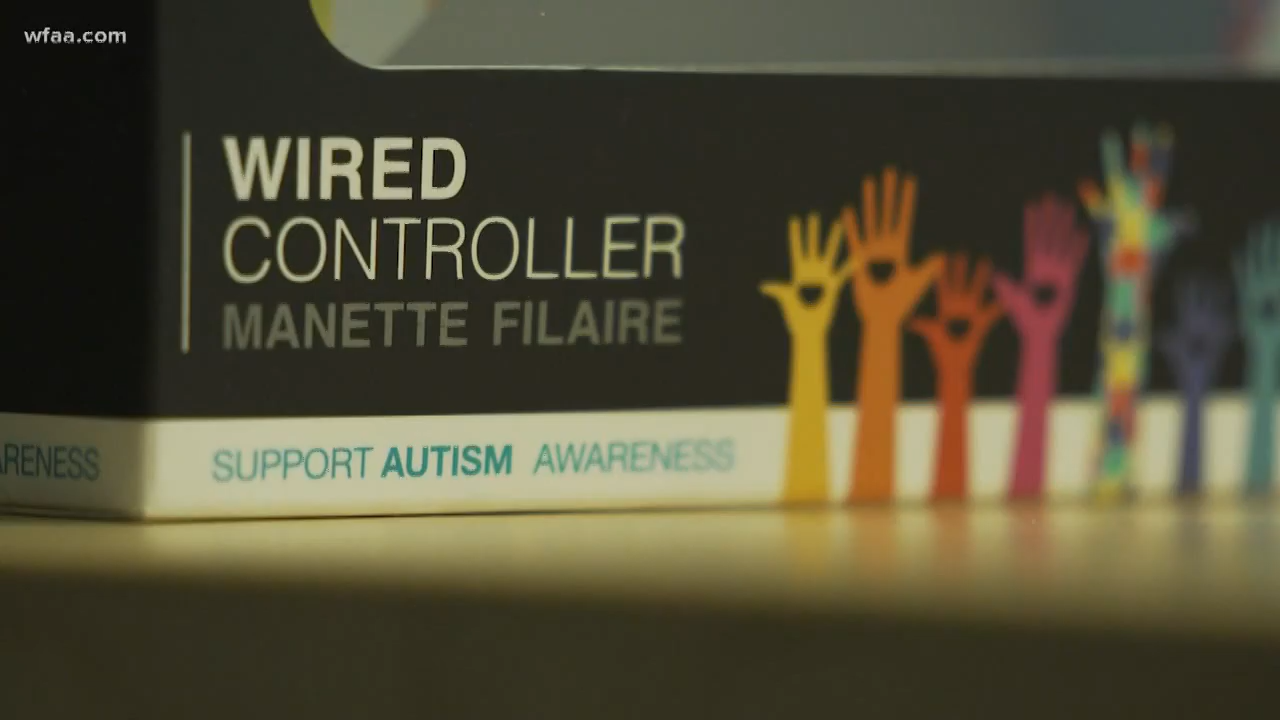 wfaa.com
WIRED
CONTROLLER
MANETTE FILAIRE
ARENESS
SUPPORT AUTISM AWARENESS